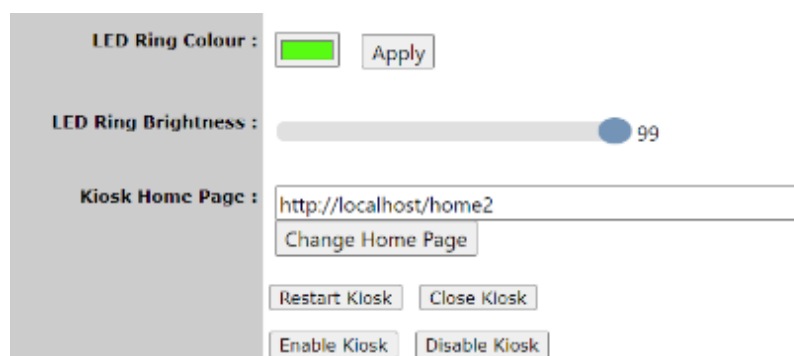 LED Ring Colour : Apply
LED Ring Brightness : 99
Kiosk Home Page : http://localhost/home2
Change Home Page
Restart Kiosk Close Kiosk
Enable Kiosk Disable Kiosk